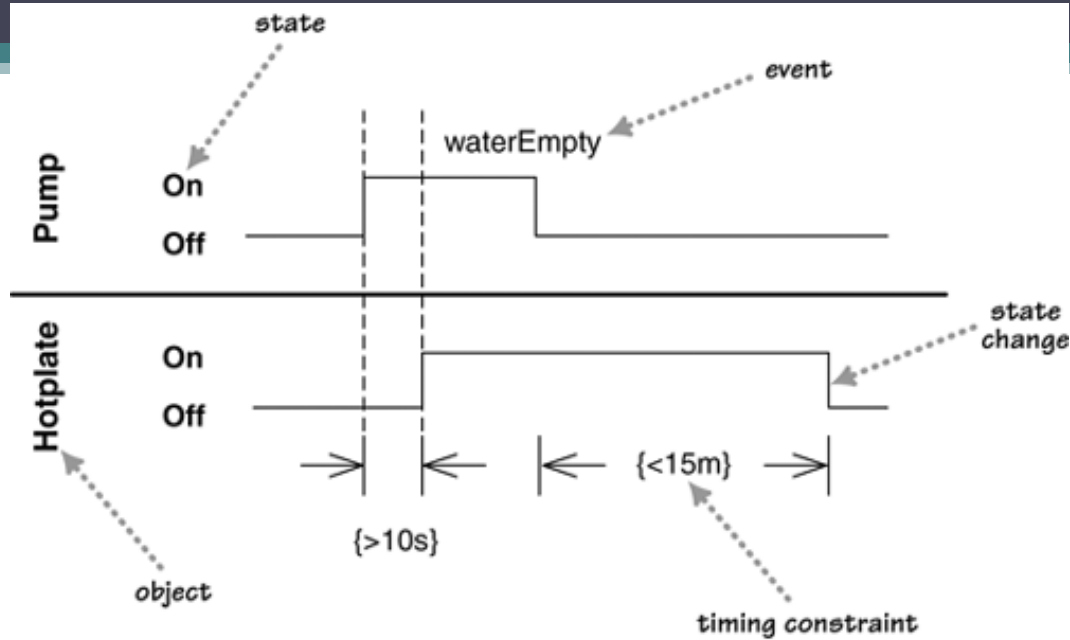 state
event
waterEmpty
Pump
On
Off
state
change
Hotplate
On
Off
{<15m}
{>10s}
object
timing constraint